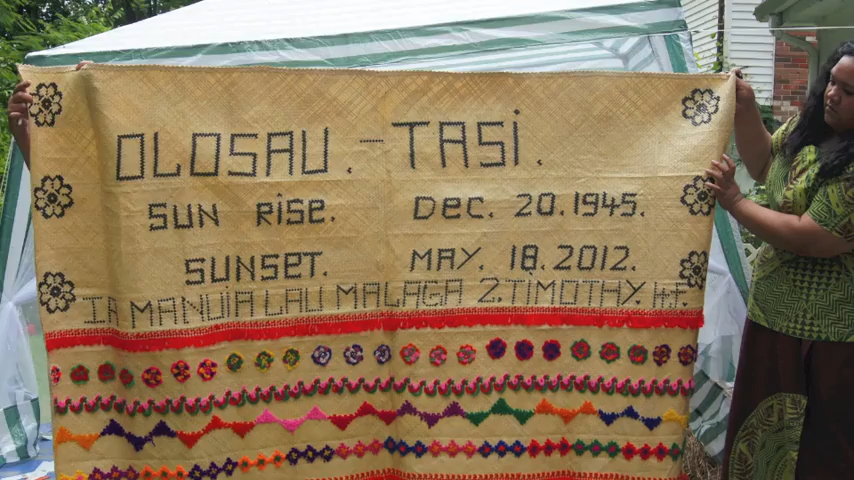 OLOSAU. - TASi.
SUN RiSE. DEC. 20.1945.
SUNSET. MAY. 18.2012.
IA MANUiA LAU MALAGA 2. TiMOTHY. 4:7.